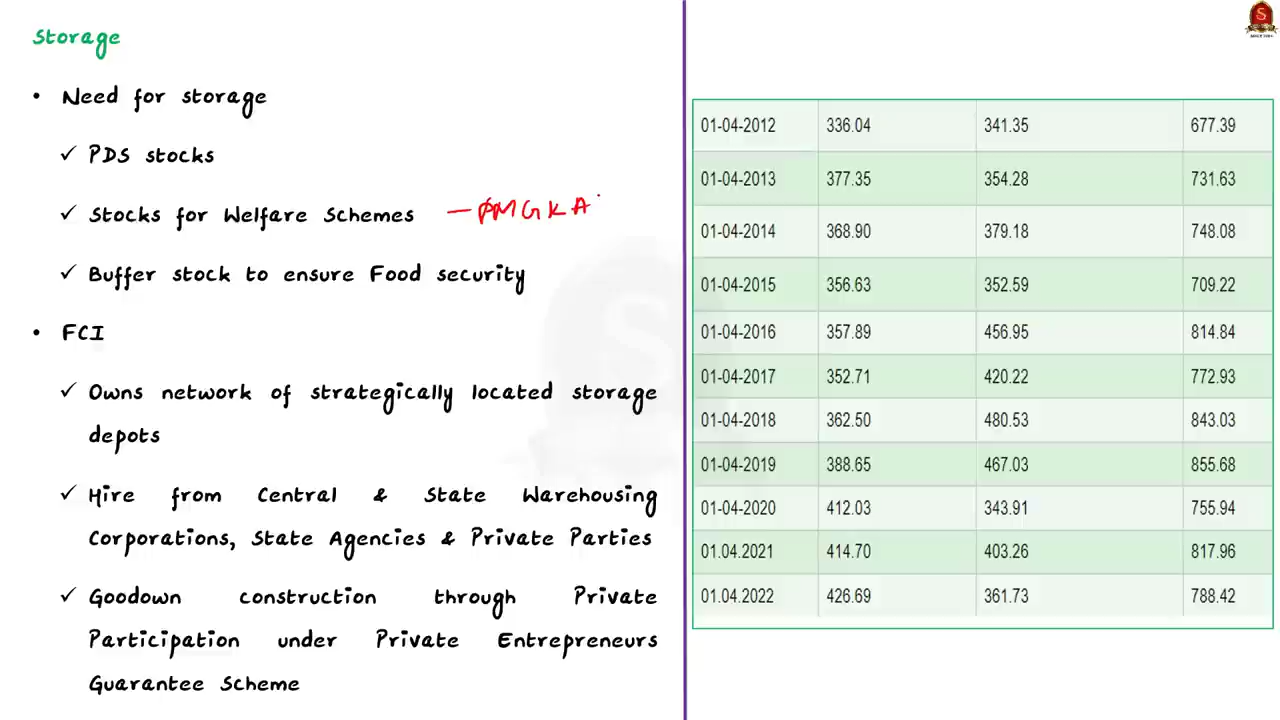 Storage
• Need for storage
✓ PDS stocks
✓ Stocks for Welfare Schemes — PMGKA
✓ Buffer stock to ensure Food security
• FCI
✓ Owns network of strategically located storage
depots
✓ Hire from Central & State Warehousing
Corporations, State Agencies & Private Parties
✓ Goodown construction through Private
Participation under Private Entrepreneurs
Guarantee Scheme
01-04-2012 336.04 341.35 677.39
01-04-2013 377.35 354.28 731.63
01-04-2014 368.90 379.18 748.08
01-04-2015 356.63 352.59 709.22
01-04-2016 357.89 456.95 814.84
01-04-2017 352.71 420.22 772.93
01-04-2018 362.50 480.53 843.03
01-04-2019 388.65 467.03 855.68
01-04-2020 412.03 343.91 755.94
01.04.2021 414.70 403.26 817.96
01.04.2022 426.69 361.73 788.42
S